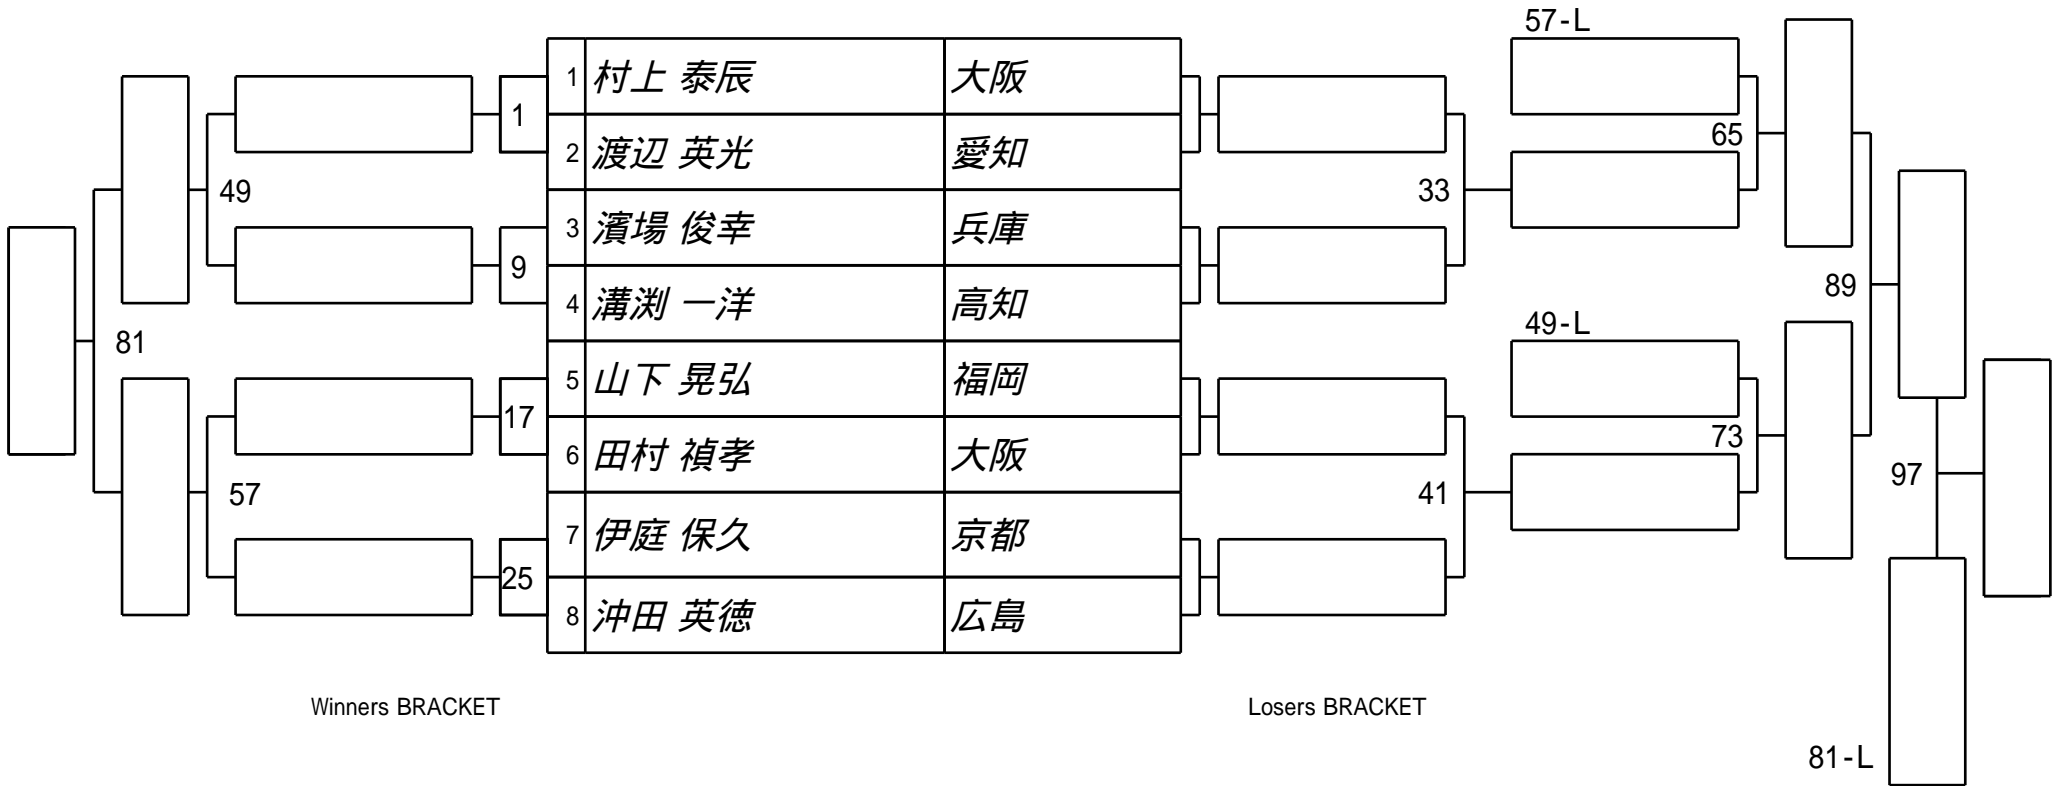 57-L
1 村上 泰辰 大阪
1
2 渡辺 英光 愛知
65
49
33
3 濱場 俊幸 兵庫
9
4 溝渕 一洋 高知
89
81
49-L
5 山下 晃弘 福岡
17
6 田村 禎孝 大阪
73
57
41
97
7 伊庭 保久 京都
25
8 沖田 英徳 広島
Winners BRACKET
Losers BRACKET
81-L